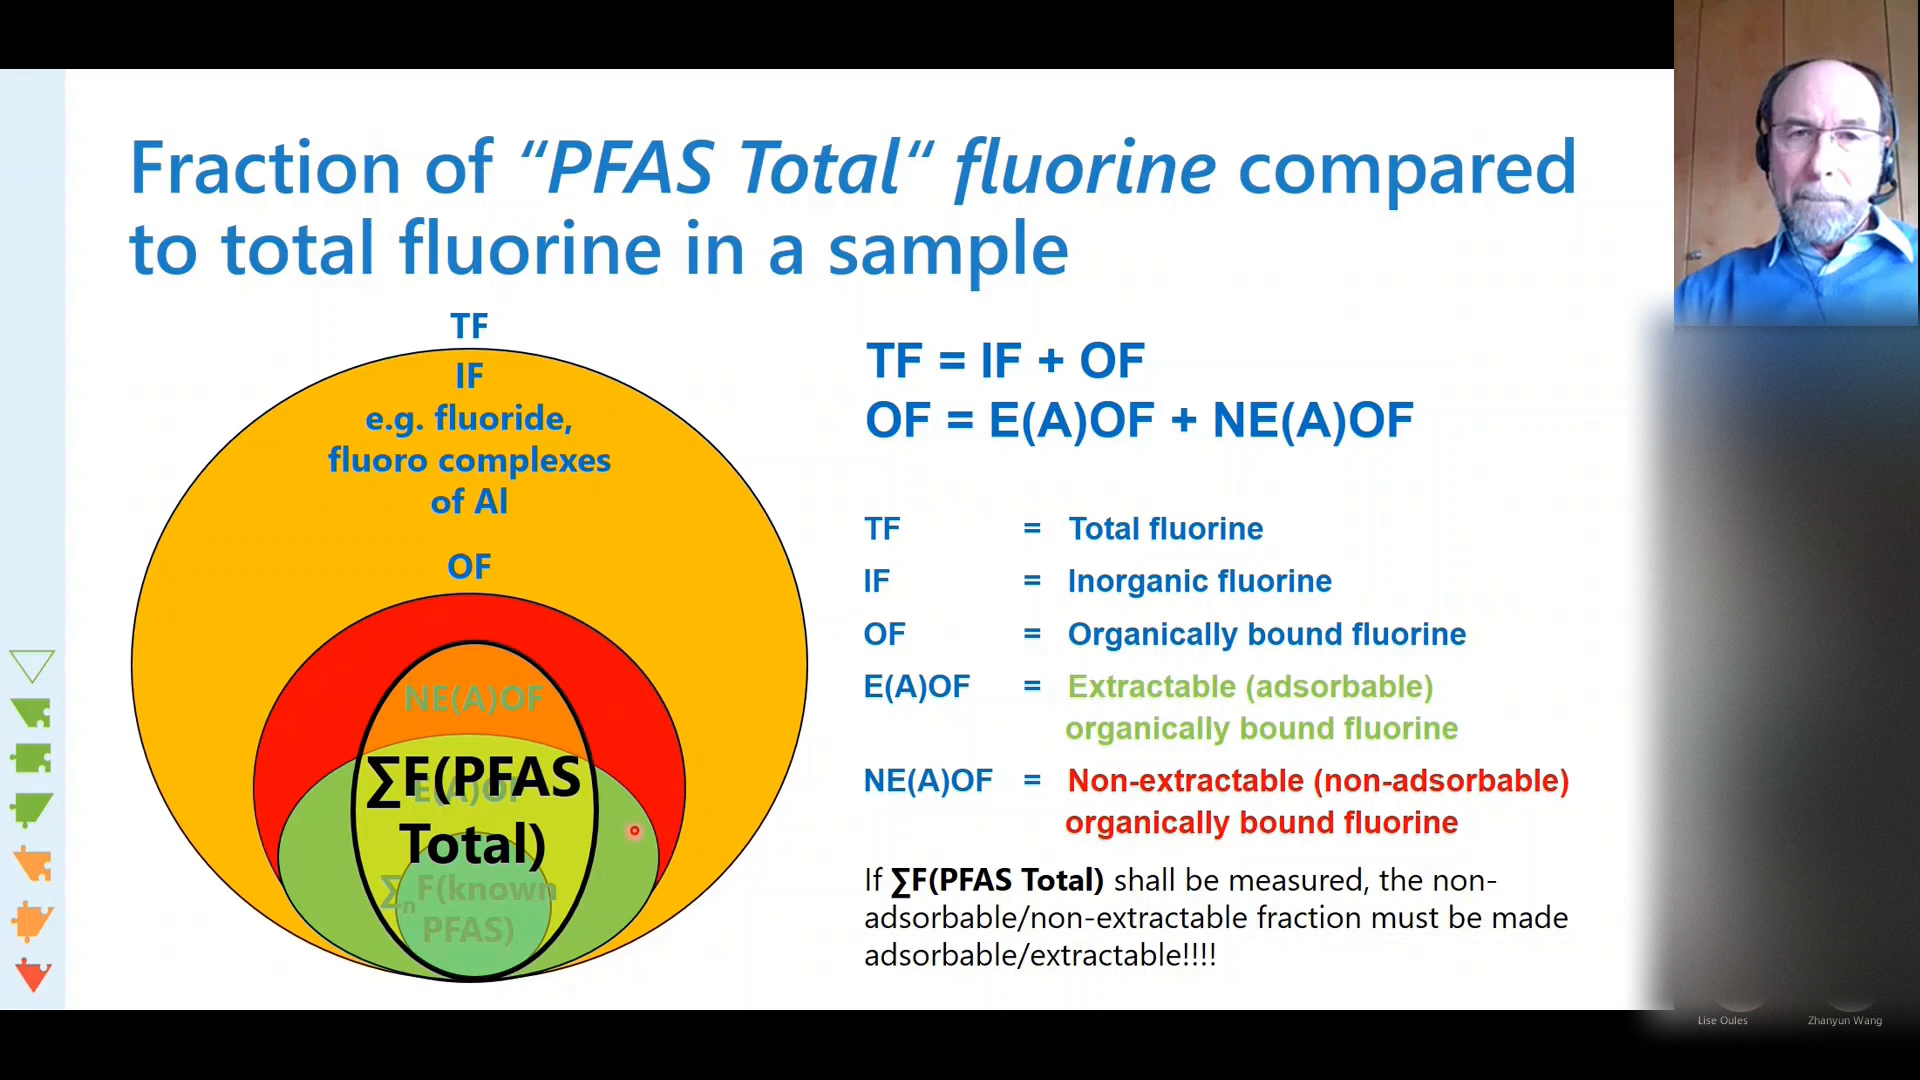 Fraction of “PFAS Total“ fluorine compared
to total fluorine in a sample
TF
IF
e.g. fluoride,
fluoro complexes
of Al
OF
NE(A)OF
E(A)OF
∑F(PFAS
Total)
∑nF(known
PFAS)
TF = IF + OF
OF = E(A)OF + NE(A)OF
TF = Total fluorine
IF = Inorganic fluorine
OF = Organically bound fluorine
E(A)OF = Extractable (adsorbable)
organically bound fluorine
NE(A)OF = Non-extractable (non-adsorbable)
organically bound fluorine
If ∑F(PFAS Total) shall be measured, the non-
adsorbable/non-extractable fraction must be made
adsorbable/extractable!!!!
Lise Oules
Zhanyun Wang